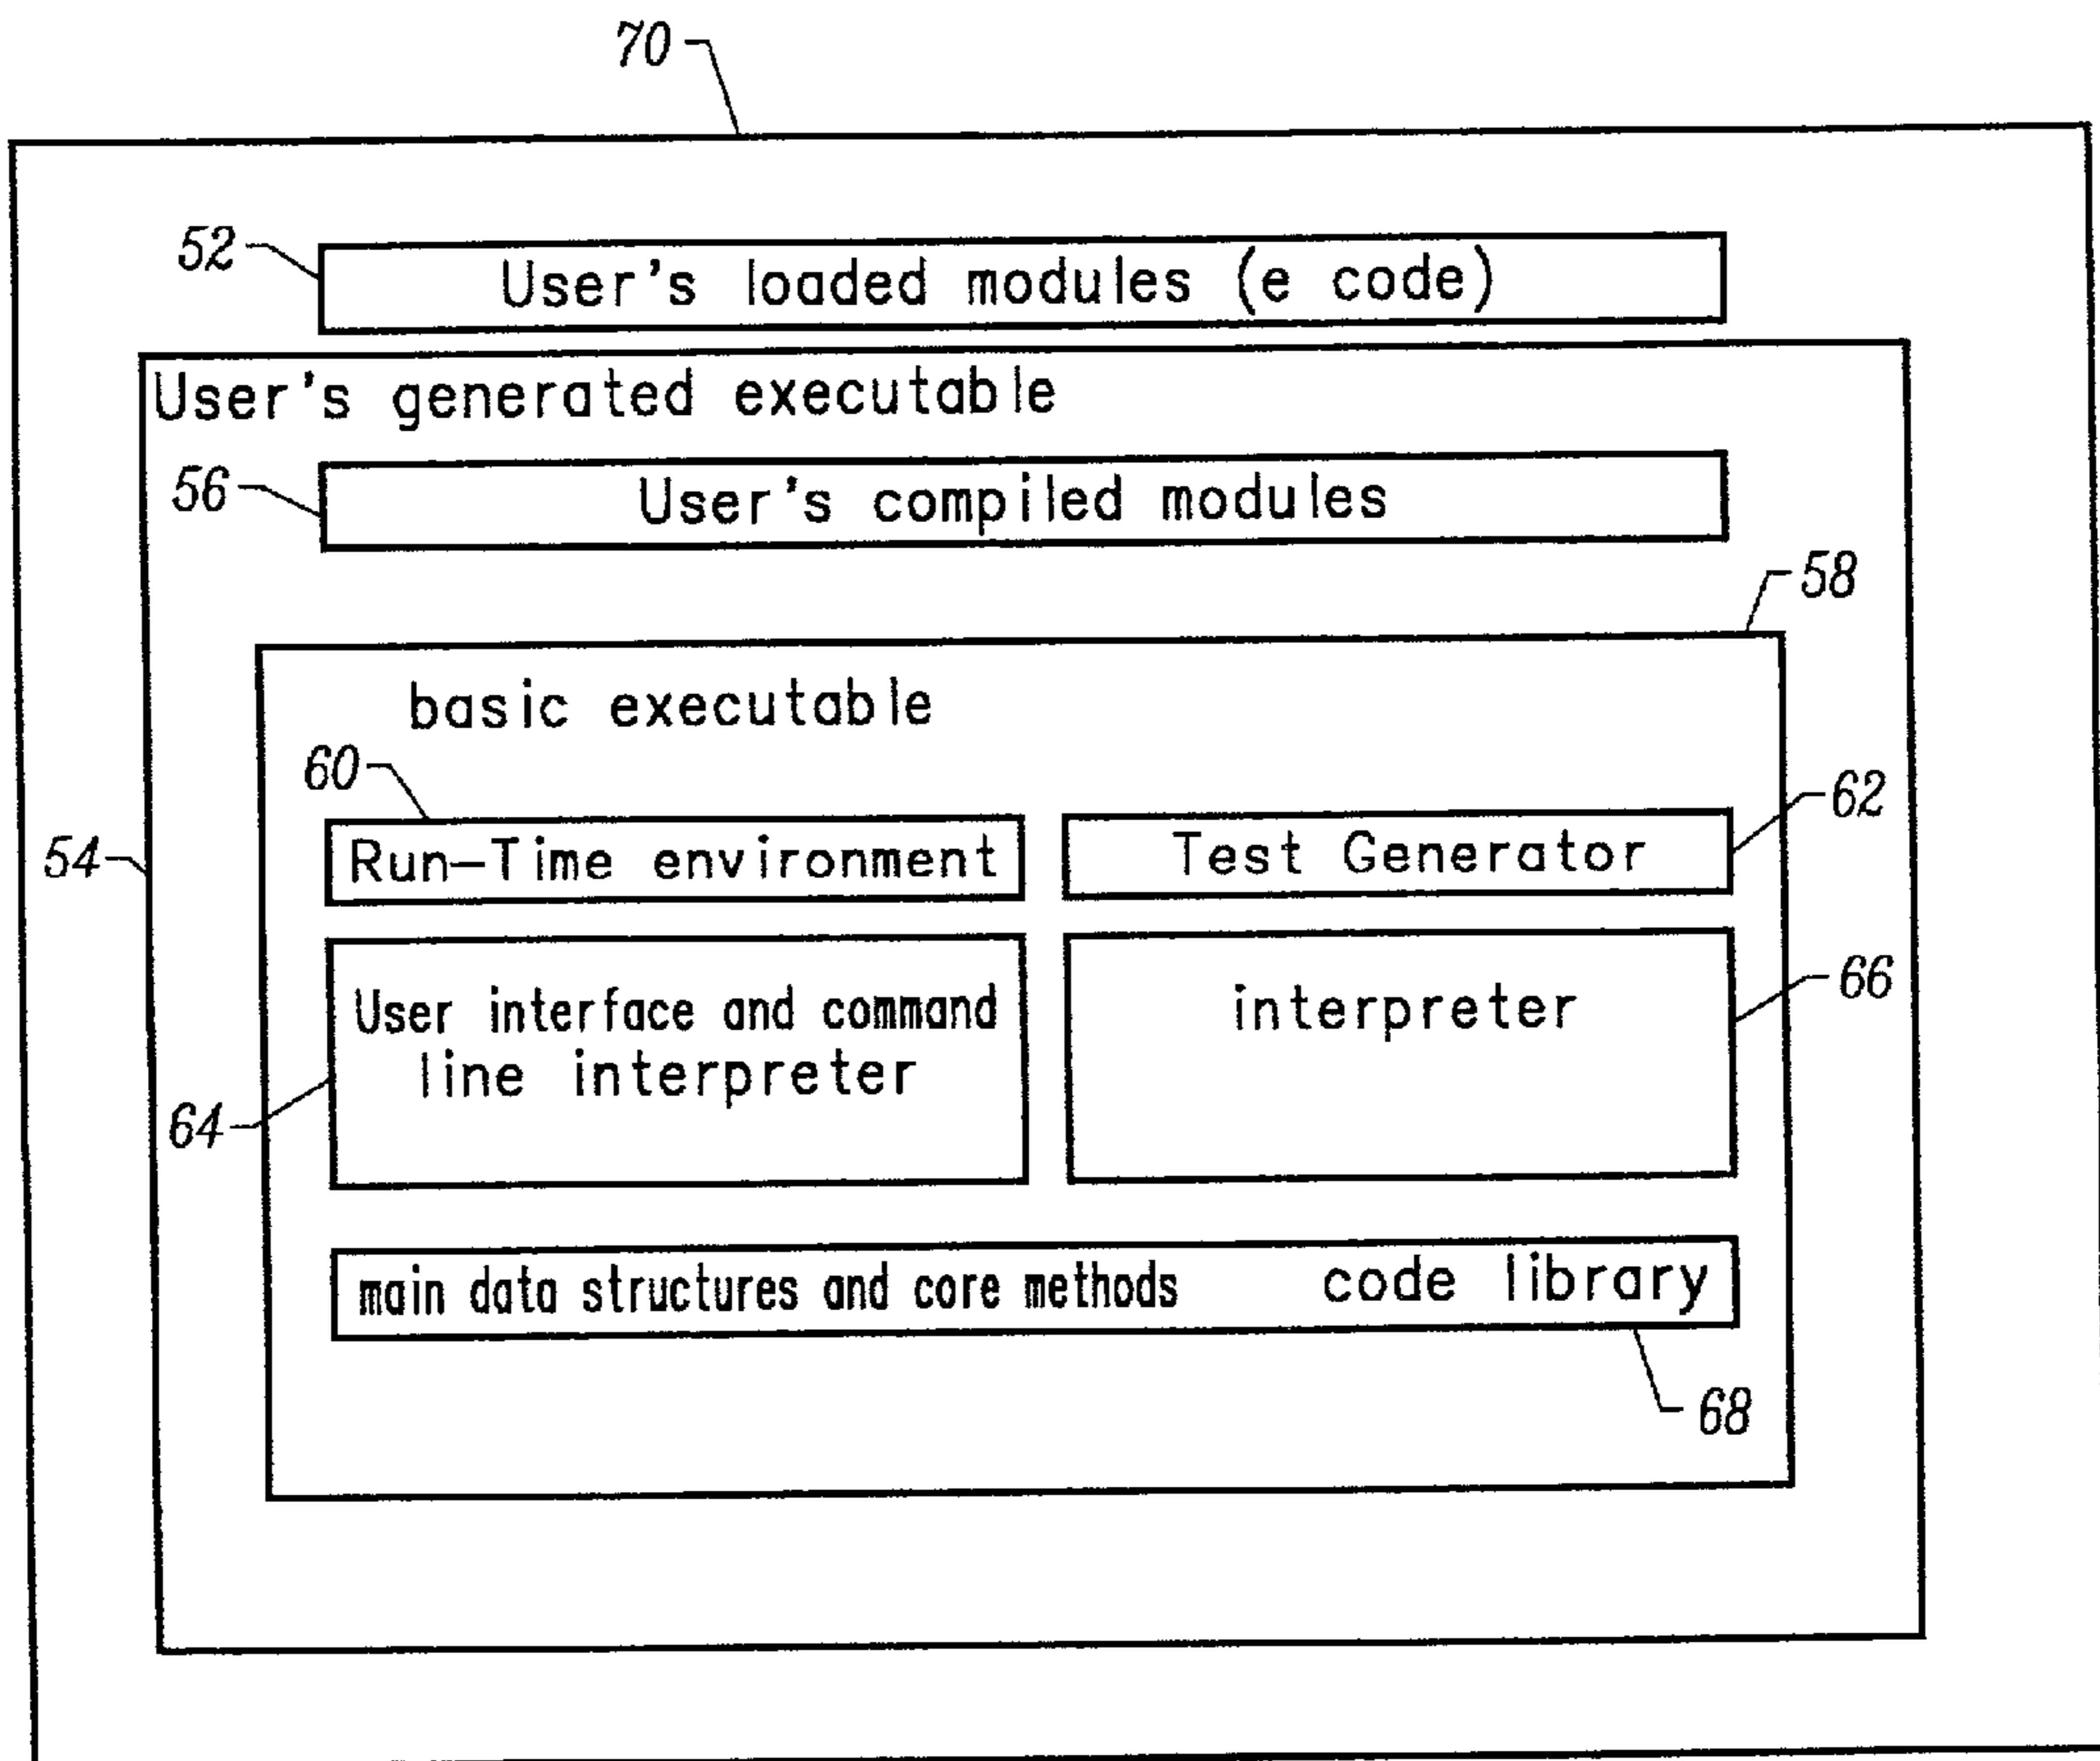 70
52
User's loaded modules (e code)
User's generated executable
56
User's compiled modules
58
basic executable
60
62
54
Run-Time environment
Test Generator
User interface and command
line interpreter
interpreter
66
64
main data structures and core methods code library
68